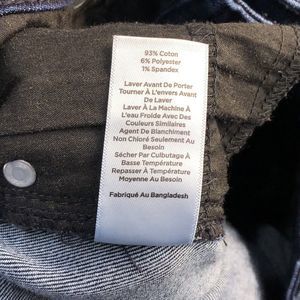 93% Coton
6% Polyester
1% Spandex
Laver Avant De Porter
Tourner À L'envers Avant
De Laver
Laver À La Machine À
L'eau Froide Avec Des
Couleurs Similaires
Agent De Blanchiment
Non Chloré Seulement Au
Besoin
Sécher Par Culbutage À
Basse Température
Repasser À Température
Moyenne Au Besoin
Fabriqué Au Bangladesh